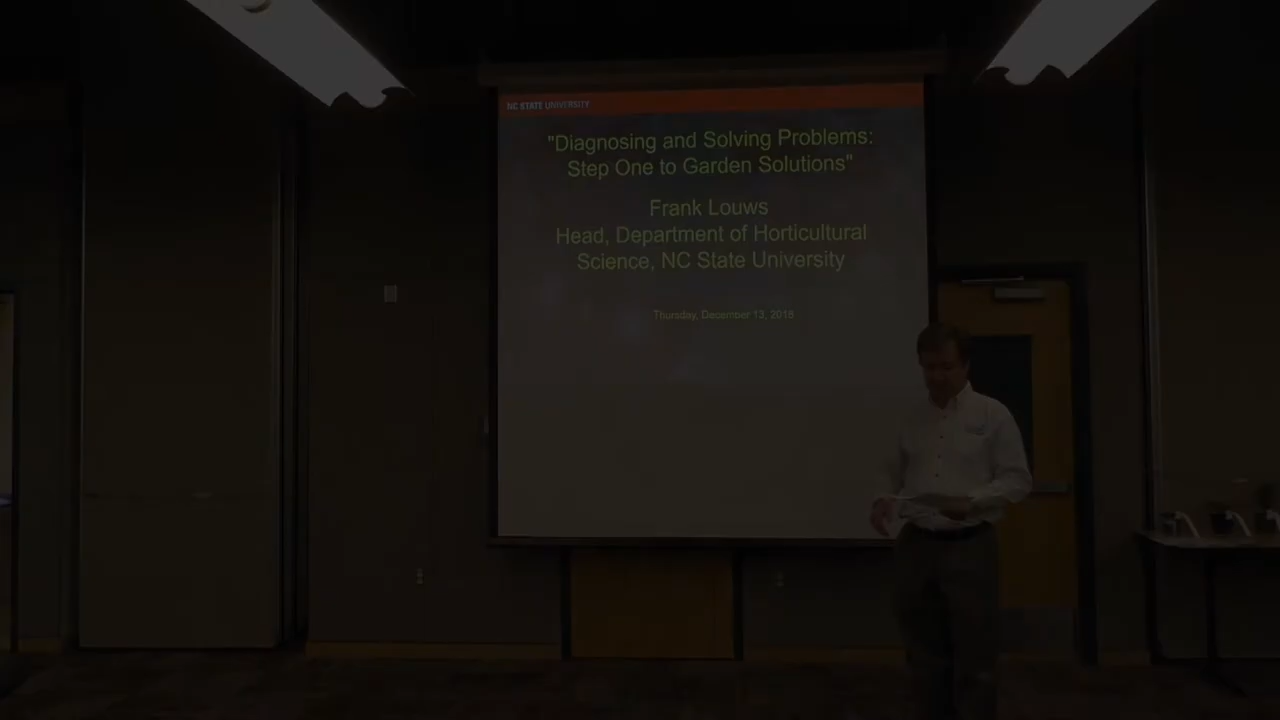 NC STATE UNIVERSITY
"Diagnosing and Solving Problems:
Step One to Garden Solutions"
Frank Louws
Head, Department of Horticultural
Science, NC State University
Thursday, December 13, 2018